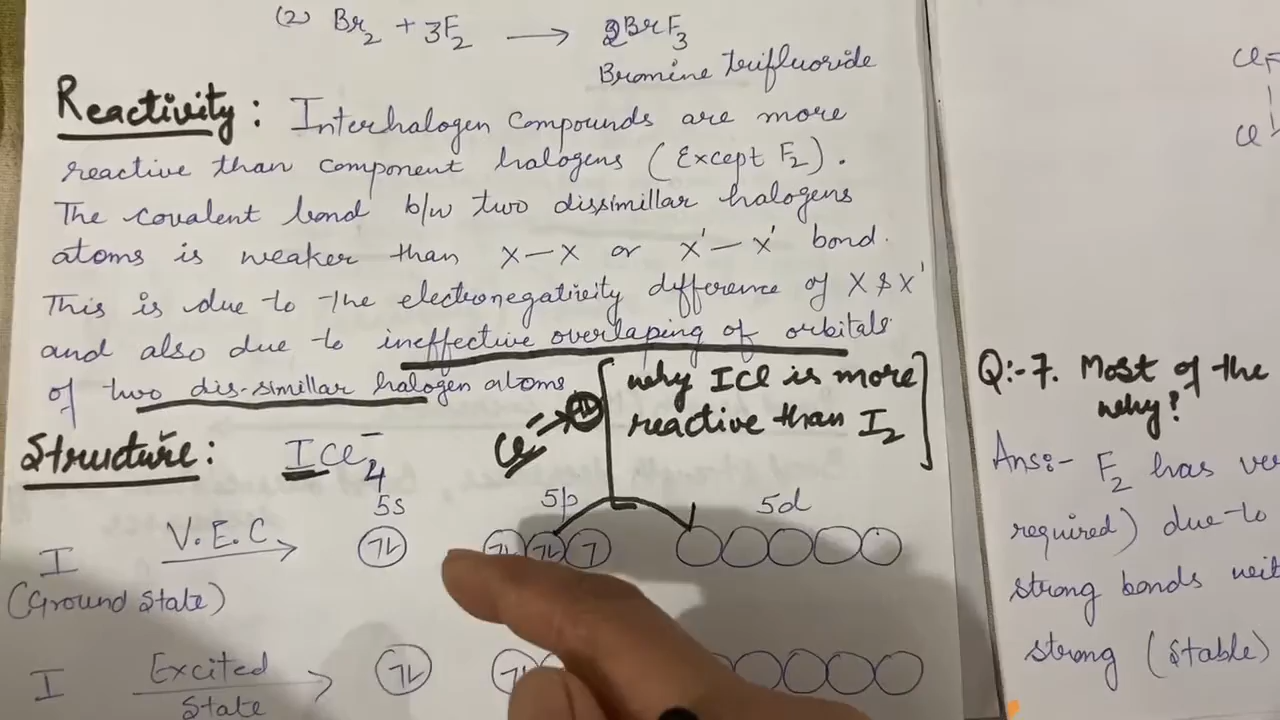 (2) Br2 + 3F2 ⟶ 2BrF3
Bromine trifluoride
Reactivity : Interhalogen compounds are more
reactive than component halogens (Except F2).
The covalent bond b/w two dissimillar halogens
atoms is weaker than X—X or X'—X' bond.
This is due to the electronegativity difference of X & X'
and also due to ineffective overlaping of orbitals
of two dis-similar halogen atoms.
[why ICl is more
reactive than I2]
Cl
Structure : ICl4⁻
5s 5p 5d
I V.E.C
(Ground State)
I Excited
State
Cl
Cl
Q:-7. Most of the
why?
Ans:- F2 has
required) due to
strong bonds
strong (stable)